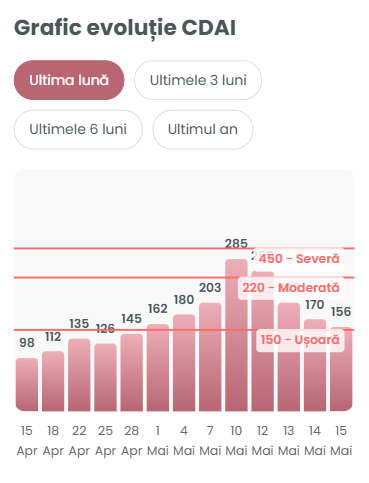 Grafic evoluție CDAI
Ultima lună
Ultimele 3 luni
Ultimele 6 luni
Ultimul an
285
450 - Severă
220 - Moderată
203
180
170
162
156
145
135
126
112
98
150 - Ușoară
15 18 22 25 28 1 4 7 10 12 13 14 15
Apr Apr Apr Apr Apr Mai Mai Mai Mai Mai Mai Mai Mai